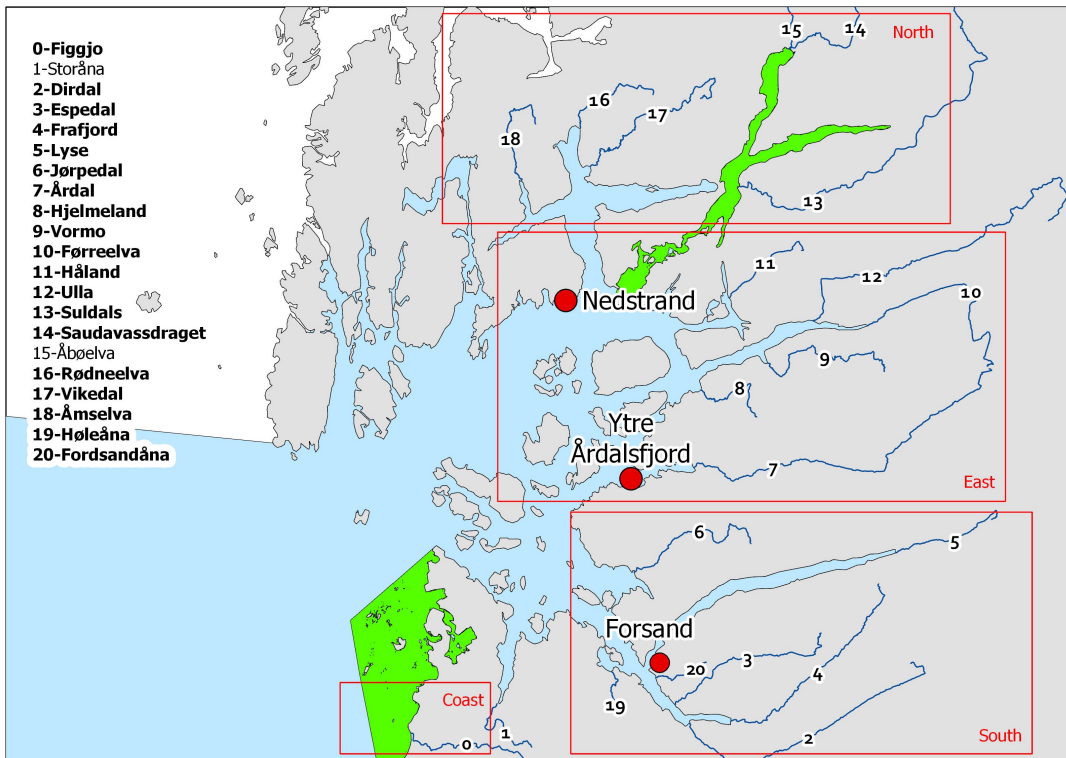 0-Figgjo
1-Storåna
2-Dirdal
3-Espedal
4-Frafjord
5-Lyse
6-Jørpedal
7-Årdal
8-Hjelmeland
9-Vormo
10-Førreelva
11-Håland
12-Ulla
13-Suldals
14-Saudavassdraget
15-Åbøelva
16-Rødneelva
17-Vikedal
18-Åmselva
19-Høleåna
20-Fordsandåna
15
14
North
16
17
18
13
11
12
10
Nedstrand
9
8
Ytre
Årdalsfjord
7
East
6
5
Forsand
20
3
4
19
2
South
Coast
1
0